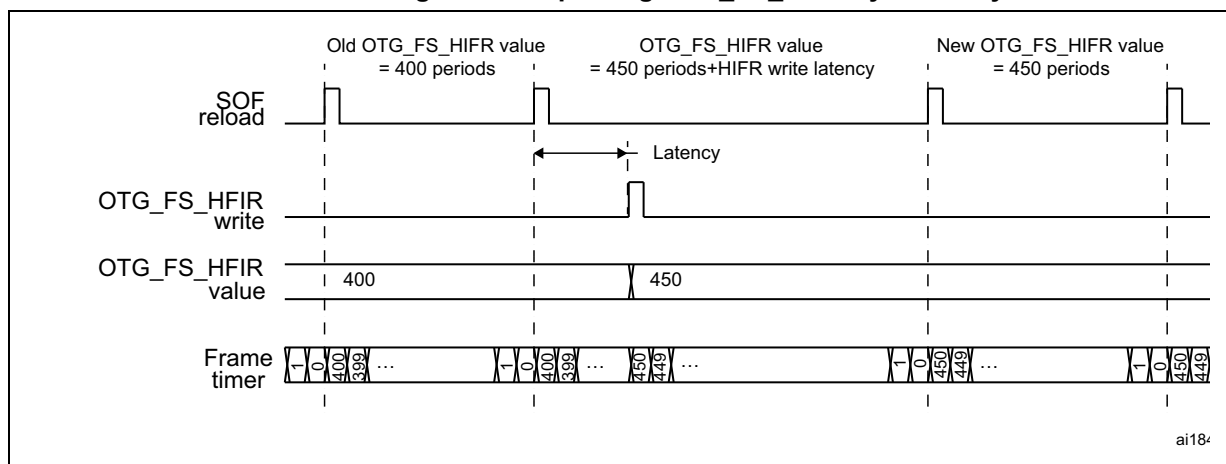 Old OTG_FS_HIFR value
= 400 periods
OTG_FS_HIFR value
= 450 periods+HIFR write latency
New OTG_FS_HIFR value
= 450 periods
SOF
reload
Latency
OTG_FS_HFIR
write
OTG_FS_HFIR
value
400
450
Frame
timer
1 0 400 399 ... 1 0 400 399 ... 450 449 ... 1 0 450 449 ... 1 0 450 449
ai184